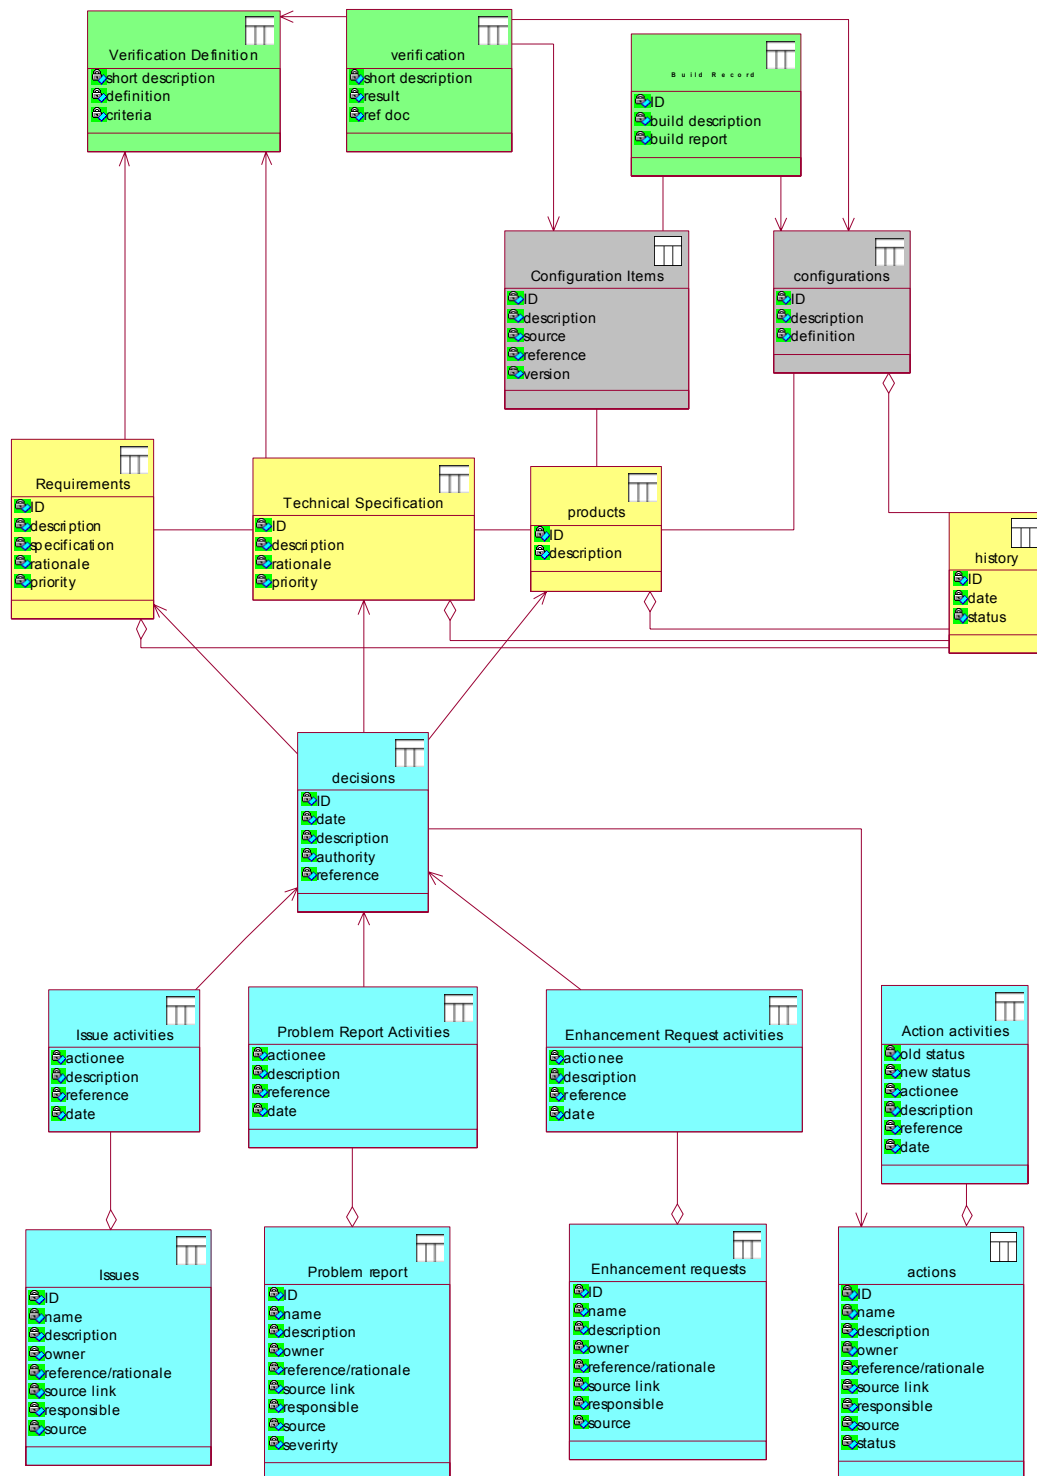 Verification Definition
short description
definition
criteria
verification
short description
result
ref doc
Build Record
ID
build description
build report
Configuration Items
ID
description
source
reference
version
configurations
ID
description
definition
Requirements
ID
description
specification
rationale
priority
Technical Specification
ID
description
rationale
priority
products
ID
description
history
ID
date
status
decisions
ID
date
description
authority
reference
Issue activities
actionee
description
reference
date
Problem Report Activities
actionee
description
reference
date
Enhancement Request activities
actionee
description
reference
date
Action activities
old status
new status
actionee
description
reference
date
Issues
ID
name
description
owner
reference/rationale
source link
responsible
source
Problem report
ID
name
description
owner
reference/rationale
source link
responsible
source
severirty
Enhancement requests
ID
name
description
owner
reference/rationale
source link
responsible
source
actions
ID
name
description
owner
reference/rationale
source link
responsible
source
status